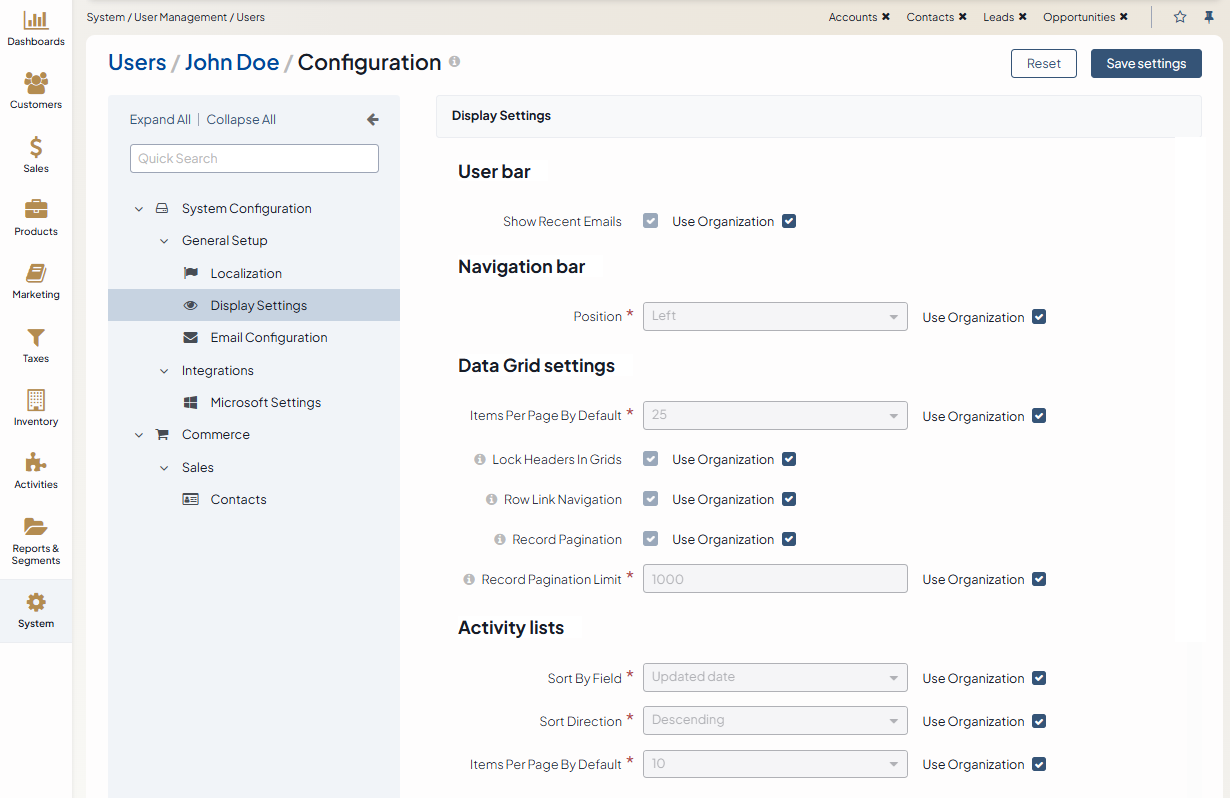 System / User Management / Users
Accounts ✖ Contacts ✖ Leads ✖ Opportunities ✖
Dashboards
Customers
Sales
Products
Marketing
Taxes
Inventory
Activities
Reports &
Segments
System
Users / John Doe / Configuration
Reset
Save settings
Expand All | Collapse All
Quick Search
System Configuration
General Setup
Localization
Display Settings
Email Configuration
Integrations
Microsoft Settings
Commerce
Sales
Contacts
Display Settings
User bar
Show Recent Emails Use Organization
Navigation bar
Position * Left Use Organization
Data Grid settings
Items Per Page By Default * 25 Use Organization
Lock Headers In Grids Use Organization
Row Link Navigation Use Organization
Record Pagination Use Organization
Record Pagination Limit * 1000 Use Organization
Activity lists
Sort By Field * Updated date Use Organization
Sort Direction * Descending Use Organization
Items Per Page By Default * 10 Use Organization